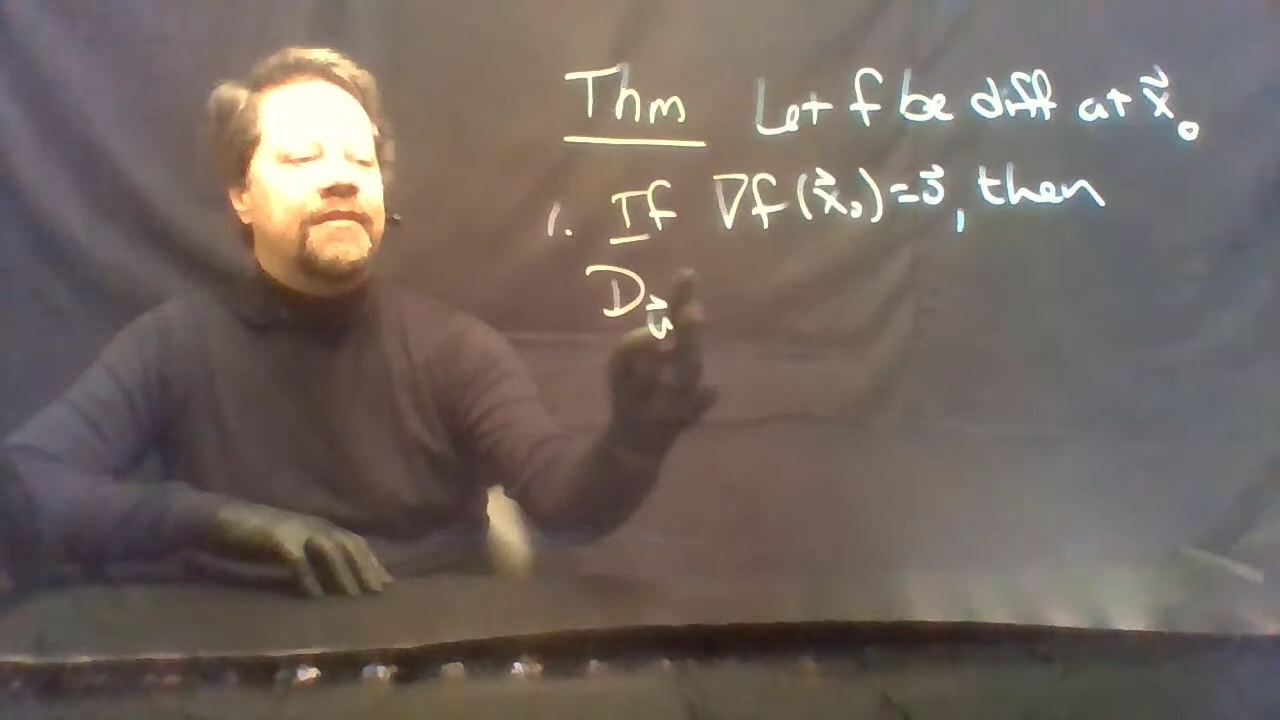 Thm Let f be diff at x⃗₀
1. If ∇f(x⃗₀)=0⃗, then
D_u⃗